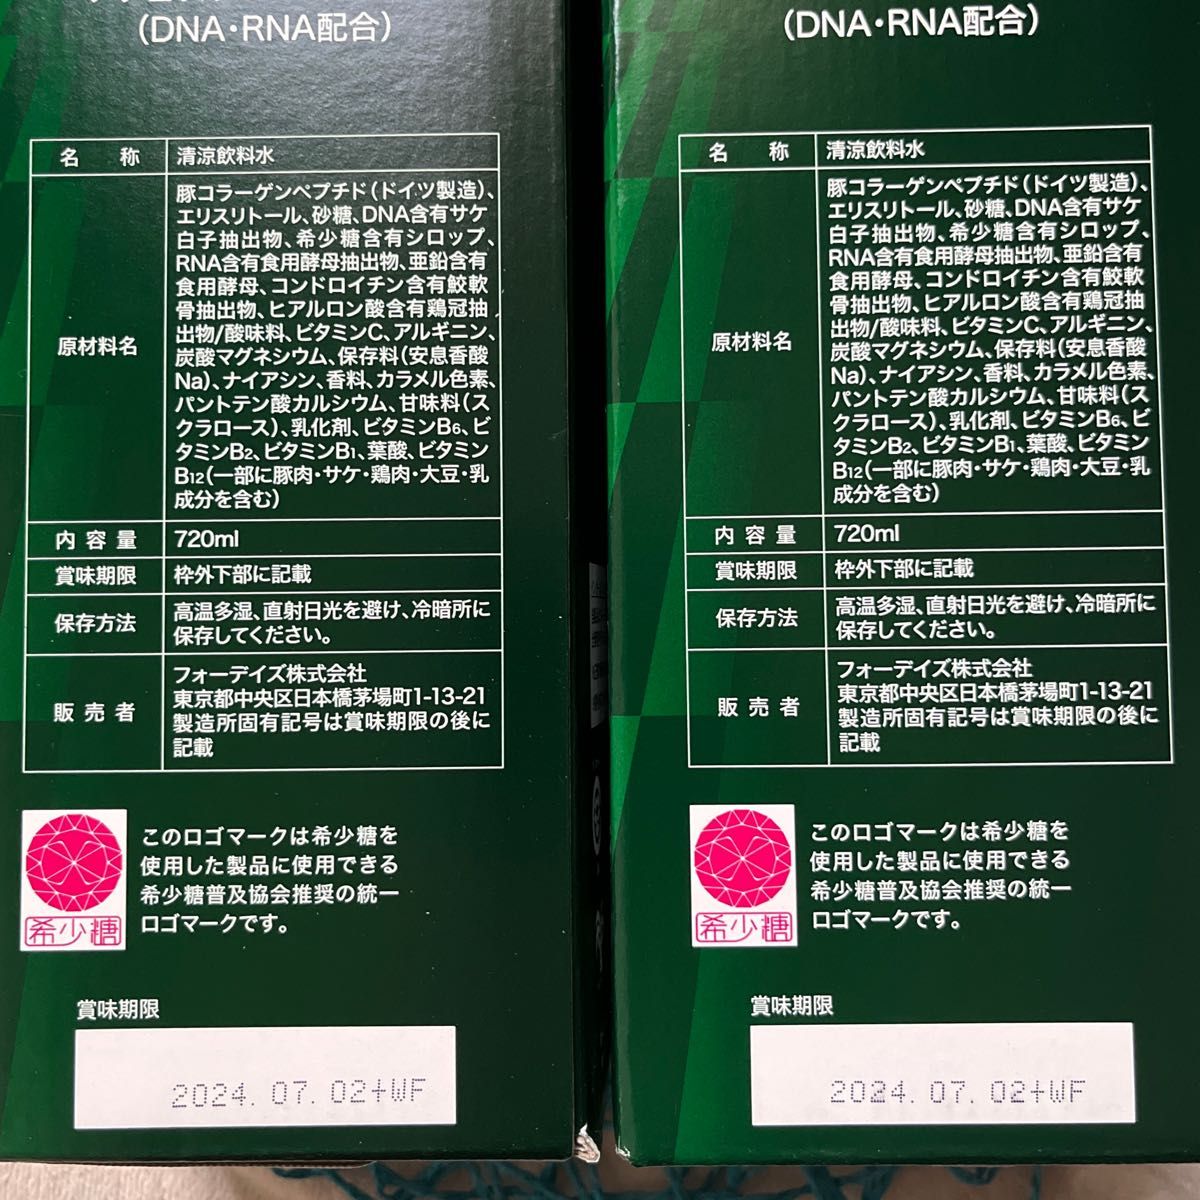 (DNA・RNA配合)
名称 清涼飲料水
原材料名
豚コラーゲンペプチド(ドイツ製造)、
エリスリトール、砂糖、DNA含有サケ
白子抽出物、希少糖含有シロップ、
RNA含有食用酵母抽出物、亜鉛含有
食用酵母、コンドロイチン含有鮫軟
骨抽出物、ヒアルロン酸含有鶏冠抽
出物/酸味料、ビタミンC、アルギニン、
炭酸マグネシウム、保存料(安息香酸
Na)、ナイアシン、香料、カラメル色素、
パントテン酸カルシウム、甘味料(ス
クラロース)、乳化剤、ビタミンB6、ビ
タミンB2、ビタミンB1、葉酸、ビタミン
B12(一部に豚肉・サケ・鶏肉・大豆・乳
成分を含む)
内容量 720ml
賞味期限 枠外下部に記載
保存方法
高温多湿、直射日光を避け、冷暗所に
保存してください。
販売者
フォーデイズ株式会社
東京都中央区日本橋茅場町1-13-21
製造所固有記号は賞味期限の後に
記載
このロゴマークは希少糖を
使用した製品に使用できる
希少糖普及協会推奨の統一
ロゴマークです。
希少糖
賞味期限
2024.07.02+WF
(DNA・RNA配合)
名称 清涼飲料水
原材料名
豚コラーゲンペプチド(ドイツ製造)、
エリスリトール、砂糖、DNA含有サケ
白子抽出物、希少糖含有シロップ、
RNA含有食用酵母抽出物、亜鉛含有
食用酵母、コンドロイチン含有鮫軟
骨抽出物、ヒアルロン酸含有鶏冠抽
出物/酸味料、ビタミンC、アルギニン、
炭酸マグネシウム、保存料(安息香酸
Na)、ナイアシン、香料、カラメル色素、
パントテン酸カルシウム、甘味料(ス
クラロース)、乳化剤、ビタミンB6、ビ
タミンB2、ビタミンB1、葉酸、ビタミン
B12(一部に豚肉・サケ・鶏肉・大豆・乳
成分を含む)
内容量 720ml
賞味期限 枠外下部に記載
保存方法
高温多湿、直射日光を避け、冷暗所に
保存してください。
販売者
フォーデイズ株式会社
東京都中央区日本橋茅場町1-13-21
製造所固有記号は賞味期限の後に
記載
このロゴマークは希少糖を
使用した製品に使用できる
希少糖普及協会推奨の統一
ロゴマークです。
希少糖
賞味期限
2024.07.02+WF